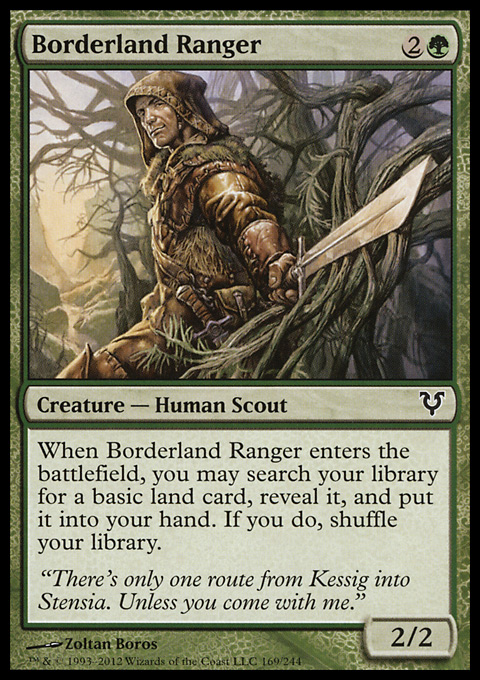 Borderland Ranger 2
Creature — Human Scout
When Borderland Ranger enters the
battlefield, you may search your library
for a basic land card, reveal it, and put
it into your hand. If you do, shuffle
your library.
“There's only one route from Kessig into
Stensia. Unless you come with me.”
Zoltan Boros
™ & © 1993–2012 Wizards of the Coast LLC 169/244
2/2